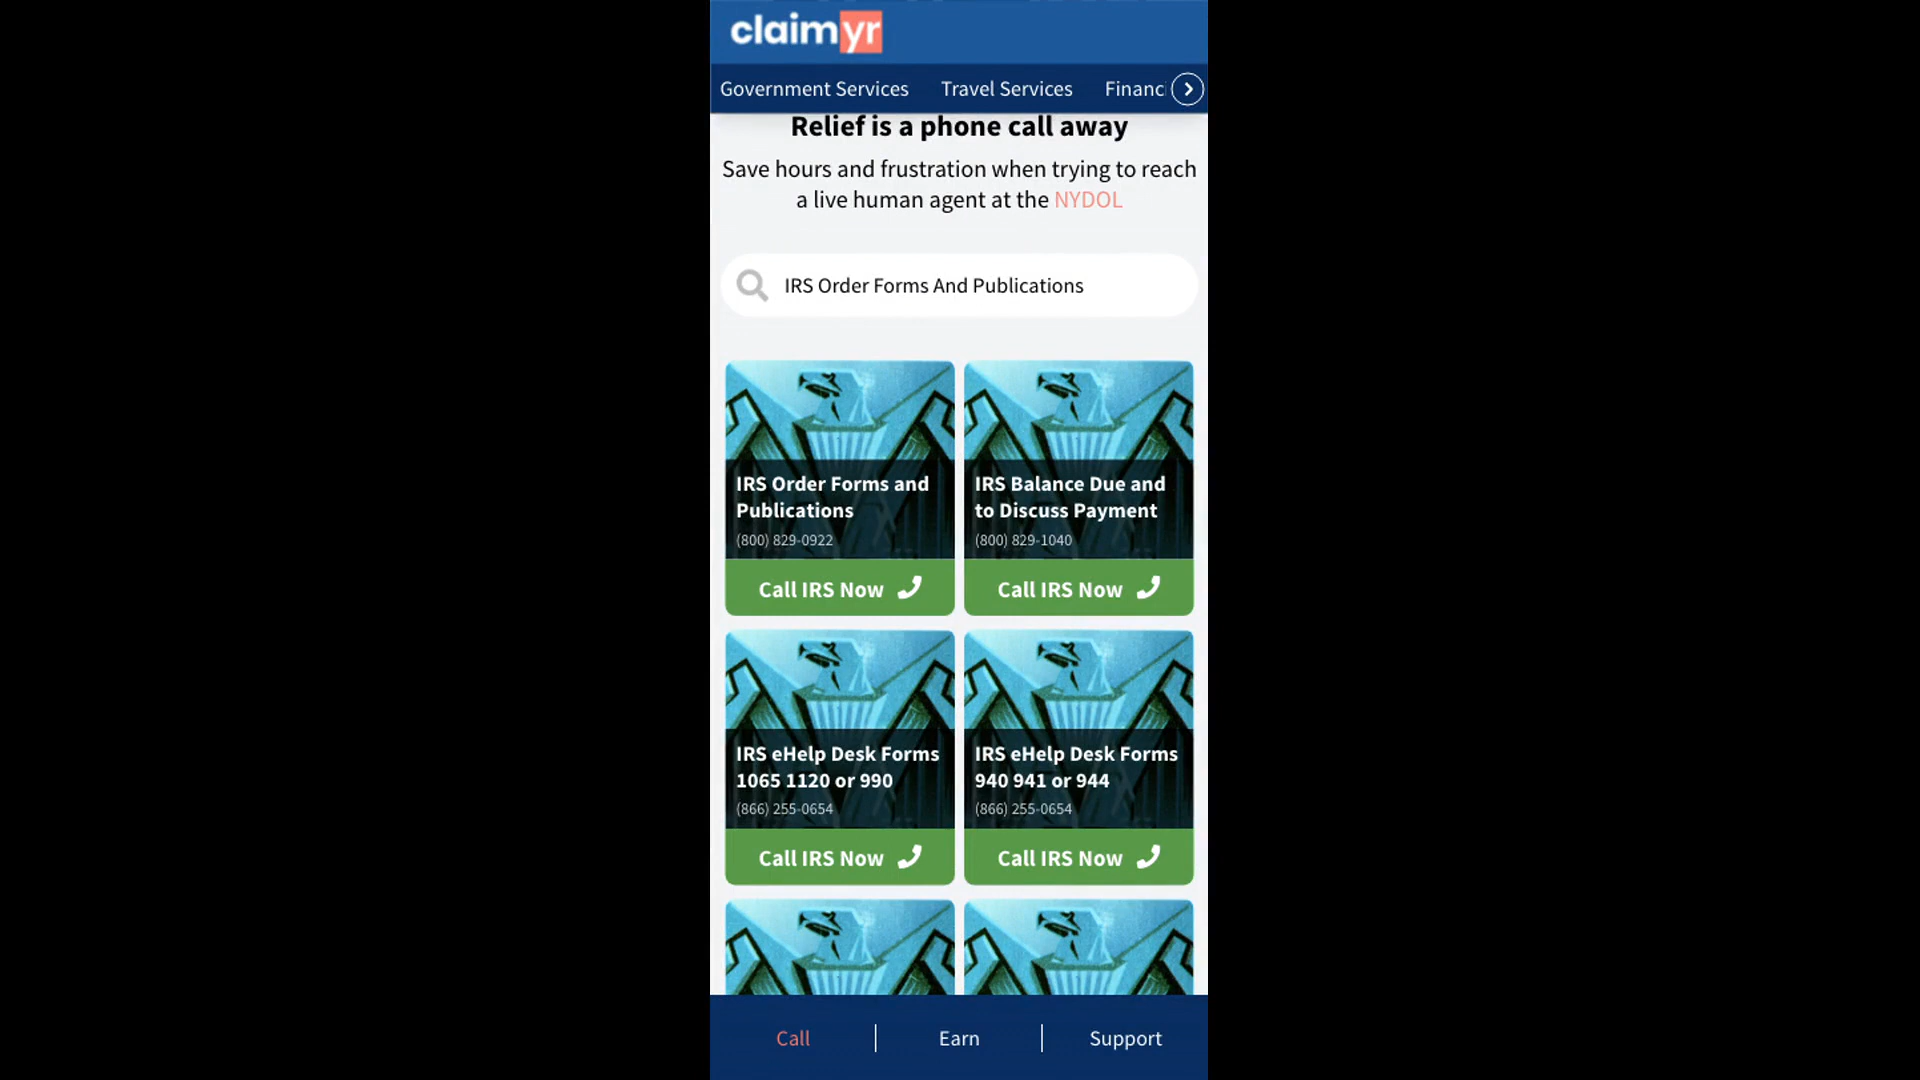 claimyr
Government Services Travel Services Financ
Relief is a phone call away
Save hours and frustration when trying to reach
a live human agent at the NYDOL
IRS Order Forms And Publications
IRS Order Forms and
Publications
(800) 829-0922
Call IRS Now
IRS Balance Due and
to Discuss Payment
(800) 829-1040
Call IRS Now
IRS eHelp Desk Forms
1065 1120 or 990
(866) 255-0654
Call IRS Now
IRS eHelp Desk Forms
940 941 or 944
(866) 255-0654
Call IRS Now
Call | Earn | Support